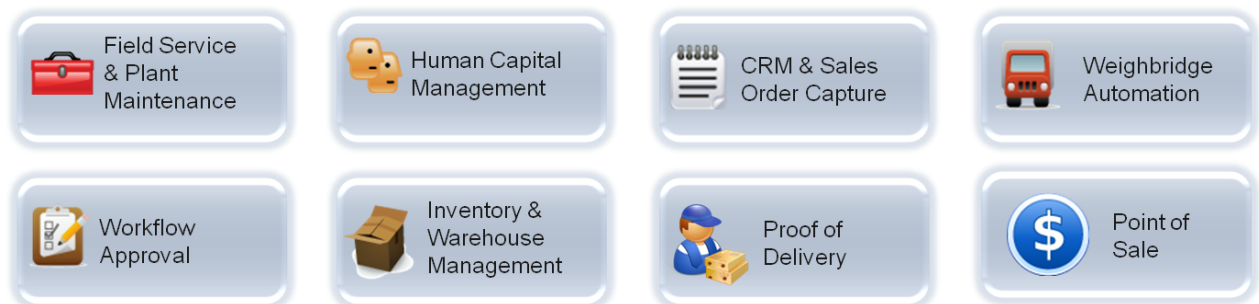 Field Service
& Plant
Maintenance
Human Capital
Management
CRM & Sales
Order Capture
Weighbridge
Automation
Workflow
Approval
Inventory &
Warehouse
Management
Proof of
Delivery
$
Point of
Sale